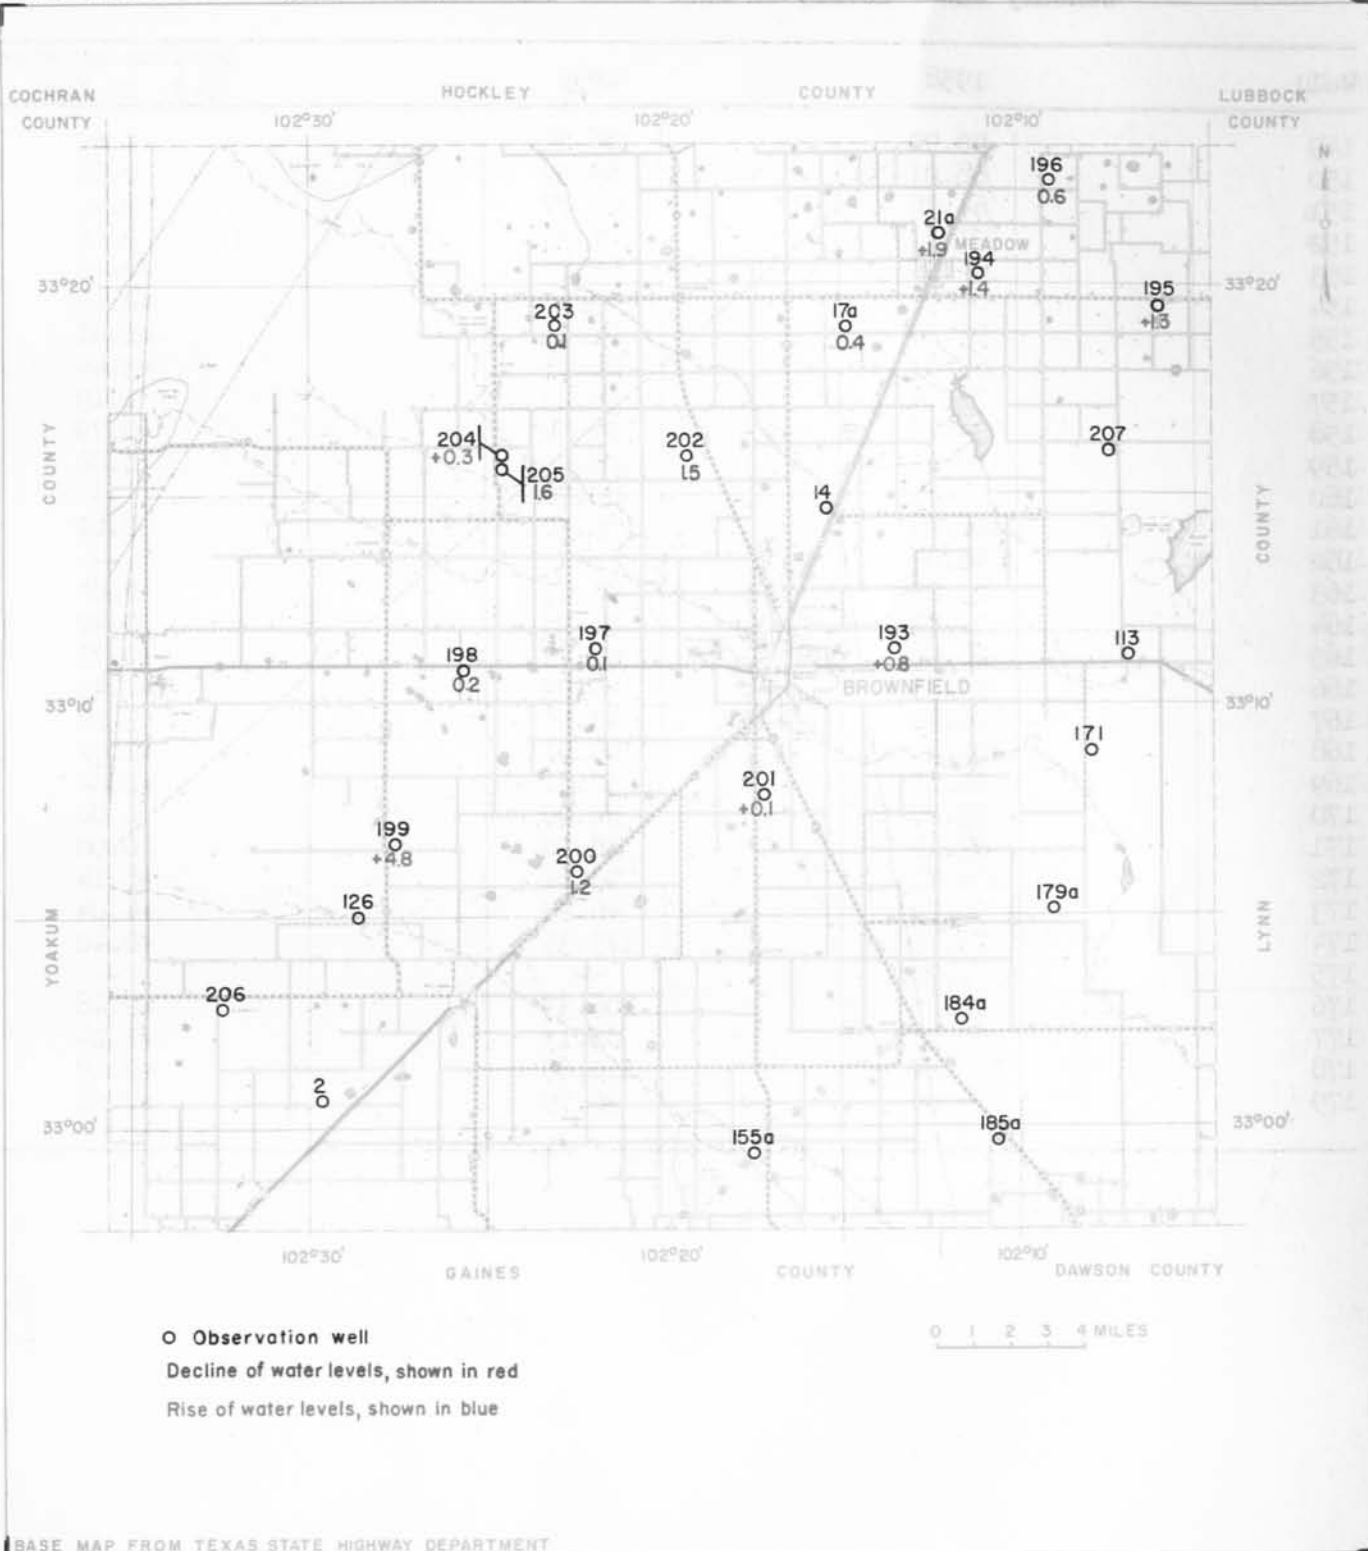 HOCKLEY COUNTY
COCHRAN COUNTY
LUBBOCK COUNTY
102°30' 102°20' 102°10'
N
196
0.6
21a
+1.9
MEADOW
194
+1.4
33°20' 33°20'
195
+1.3
203
0.1
17a
0.4
204
+0.3
205
1.6
202
1.5
207
14
COUNTY
COUNTY
197
0.1
198
0.2
193
+0.8
113
BROWNFIELD
33°10' 33°10'
171
201
+0.1
199
+4.8
200
1.2
126
179a
YOAKUM
LYNN
206
184a
2
33°00' 33°00'
155a
185a
102°30' 102°20' 102°10'
GAINES COUNTY DAWSON COUNTY
O Observation well
Decline of water levels, shown in red
Rise of water levels, shown in blue
0 1 2 3 4 MILES
BASE MAP FROM TEXAS STATE HIGHWAY DEPARTMENT